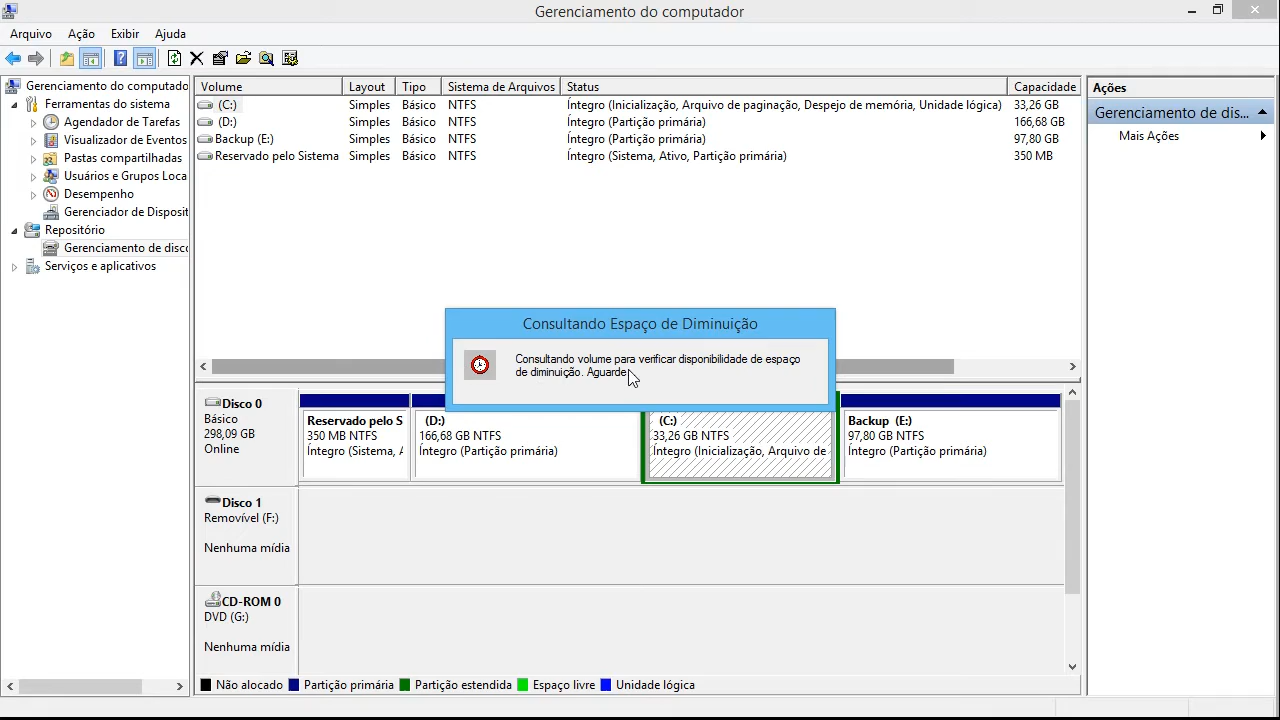 Gerenciamento do computador
Arquivo Ação Exibir Ajuda
Gerenciamento do computado
Ferramentas do sistema
Agendador de Tarefas
Visualizador de Eventos
Pastas compartilhadas
Usuários e Grupos Loca
Desempenho
Gerenciador de Disposit
Repositório
Gerenciamento de disco
Serviços e aplicativos
Volume Layout Tipo Sistema de Arquivos Status Capacidade
(C:) Simples Básico NTFS Íntegro (Inicialização, Arquivo de paginação, Despejo de memória, Unidade lógica) 33,26 GB
(D:) Simples Básico NTFS Íntegro (Partição primária) 166,68 GB
Backup (E:) Simples Básico NTFS Íntegro (Partição primária) 97,80 GB
Reservado pelo Sistema Simples Básico NTFS Íntegro (Sistema, Ativo, Partição primária) 350 MB
Ações
Gerenciamento de dis...
Mais Ações
Consultando Espaço de Diminuição
Consultando volume para verificar disponibilidade de espaço
de diminuição. Aguarde
Disco 0
Básico
298,09 GB
Online
Reservado pelo S
350 MB NTFS
Íntegro (Sistema, A
(D:)
166,68 GB NTFS
Íntegro (Partição primária)
(C:)
33,26 GB NTFS
Íntegro (Inicialização, Arquivo de
Backup (E:)
97,80 GB NTFS
Íntegro (Partição primária)
Disco 1
Removível (F:)
Nenhuma mídia
CD-ROM 0
DVD (G:)
Nenhuma mídia
Não alocado Partição primária Partição estendida Espaço livre Unidade lógica